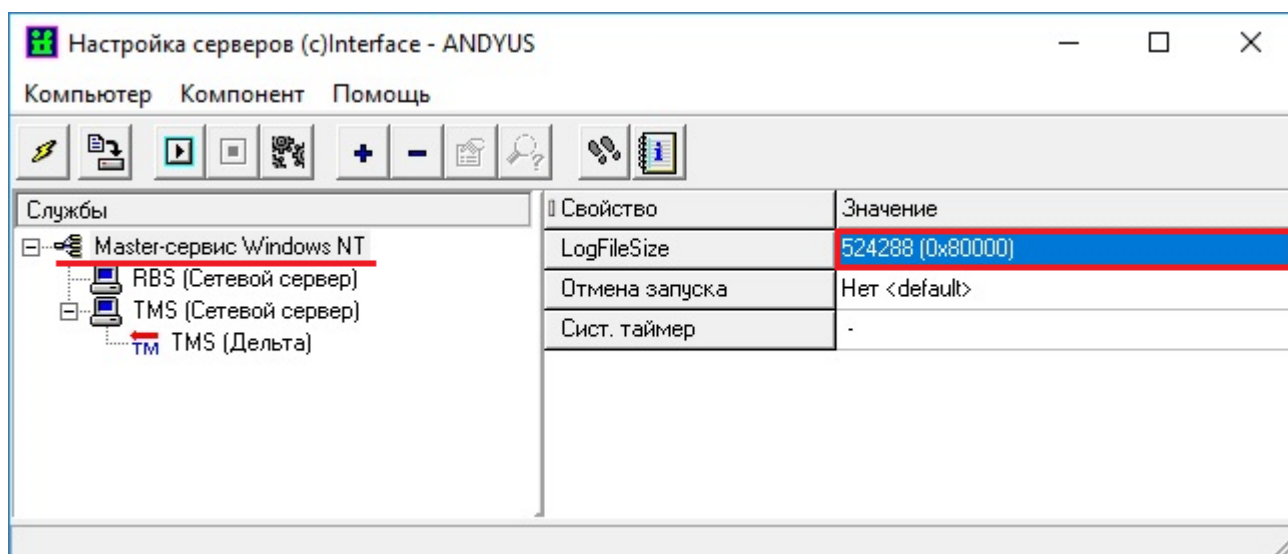 Настройка серверов (c)Interface - ANDYUS
Компьютер Компонент Помощь
Службы
Master-сервис Windows NT
RBS (Сетевой сервер)
TMS (Сетевой сервер)
TM TMS (Дельта)
Свойство Значение
LogFileSize 524288 (0x80000)
Отмена запуска Нет <default>
Сист. таймер -